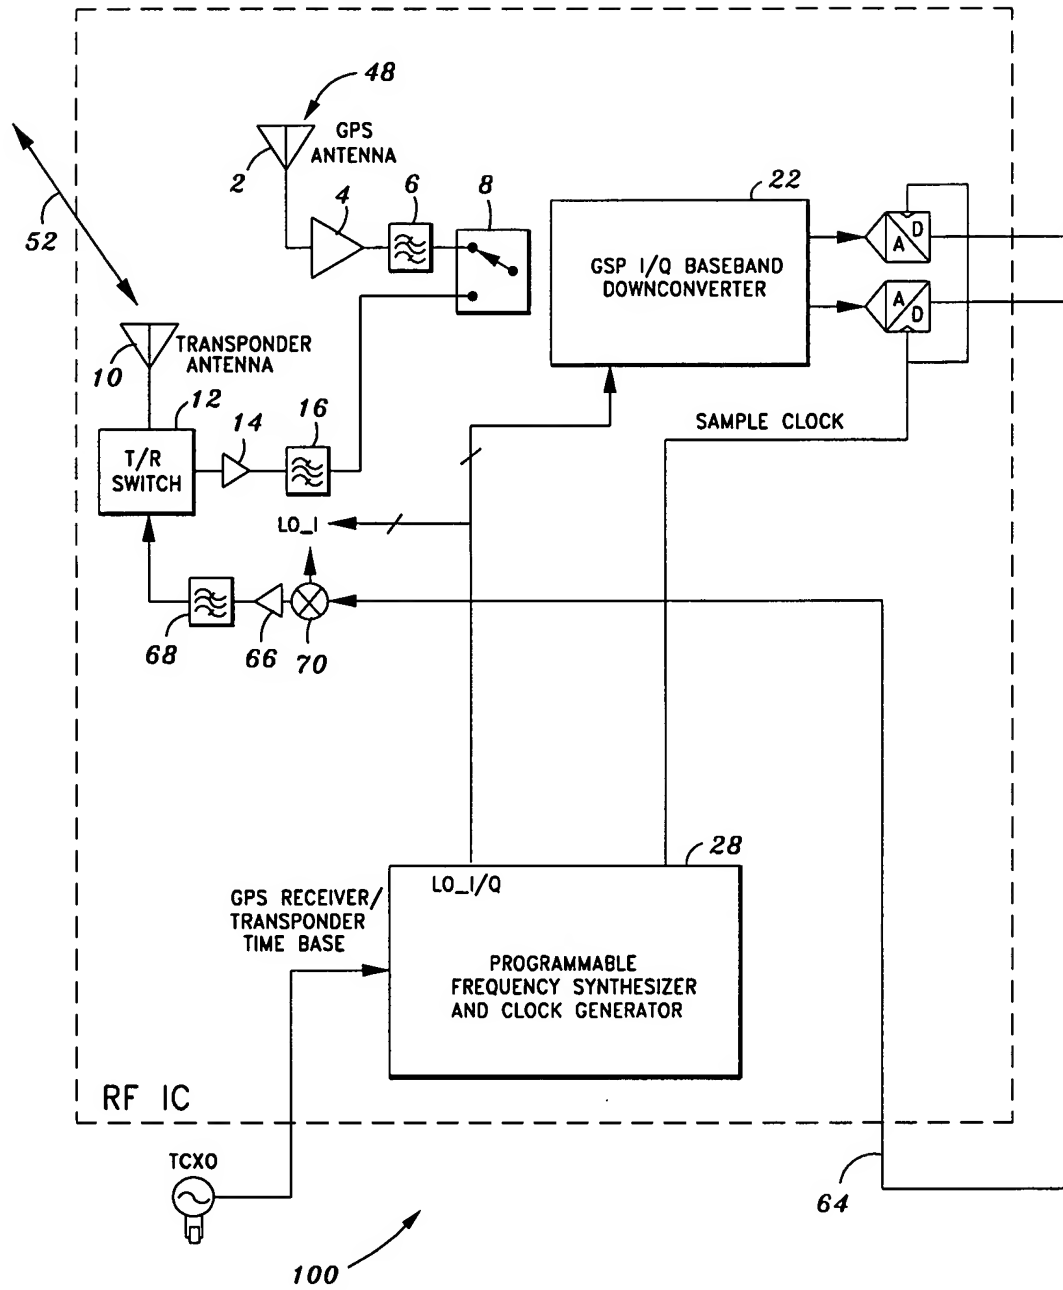 48
GPS
ANTENNA
2
4
6
8
22
D
A
GSP I/Q BASEBAND
DOWNCONVERTER
A
D
52
TRANSPONDER
ANTENNA
10
12
14
16
T/R
SWITCH
SAMPLE CLOCK
LO_I
68
66
70
28
LO_I/Q
GPS RECEIVER/
TRANSPONDER
TIME BASE
PROGRAMMABLE
FREQUENCY SYNTHESIZER
AND CLOCK GENERATOR
RF IC
TCXO
64
100